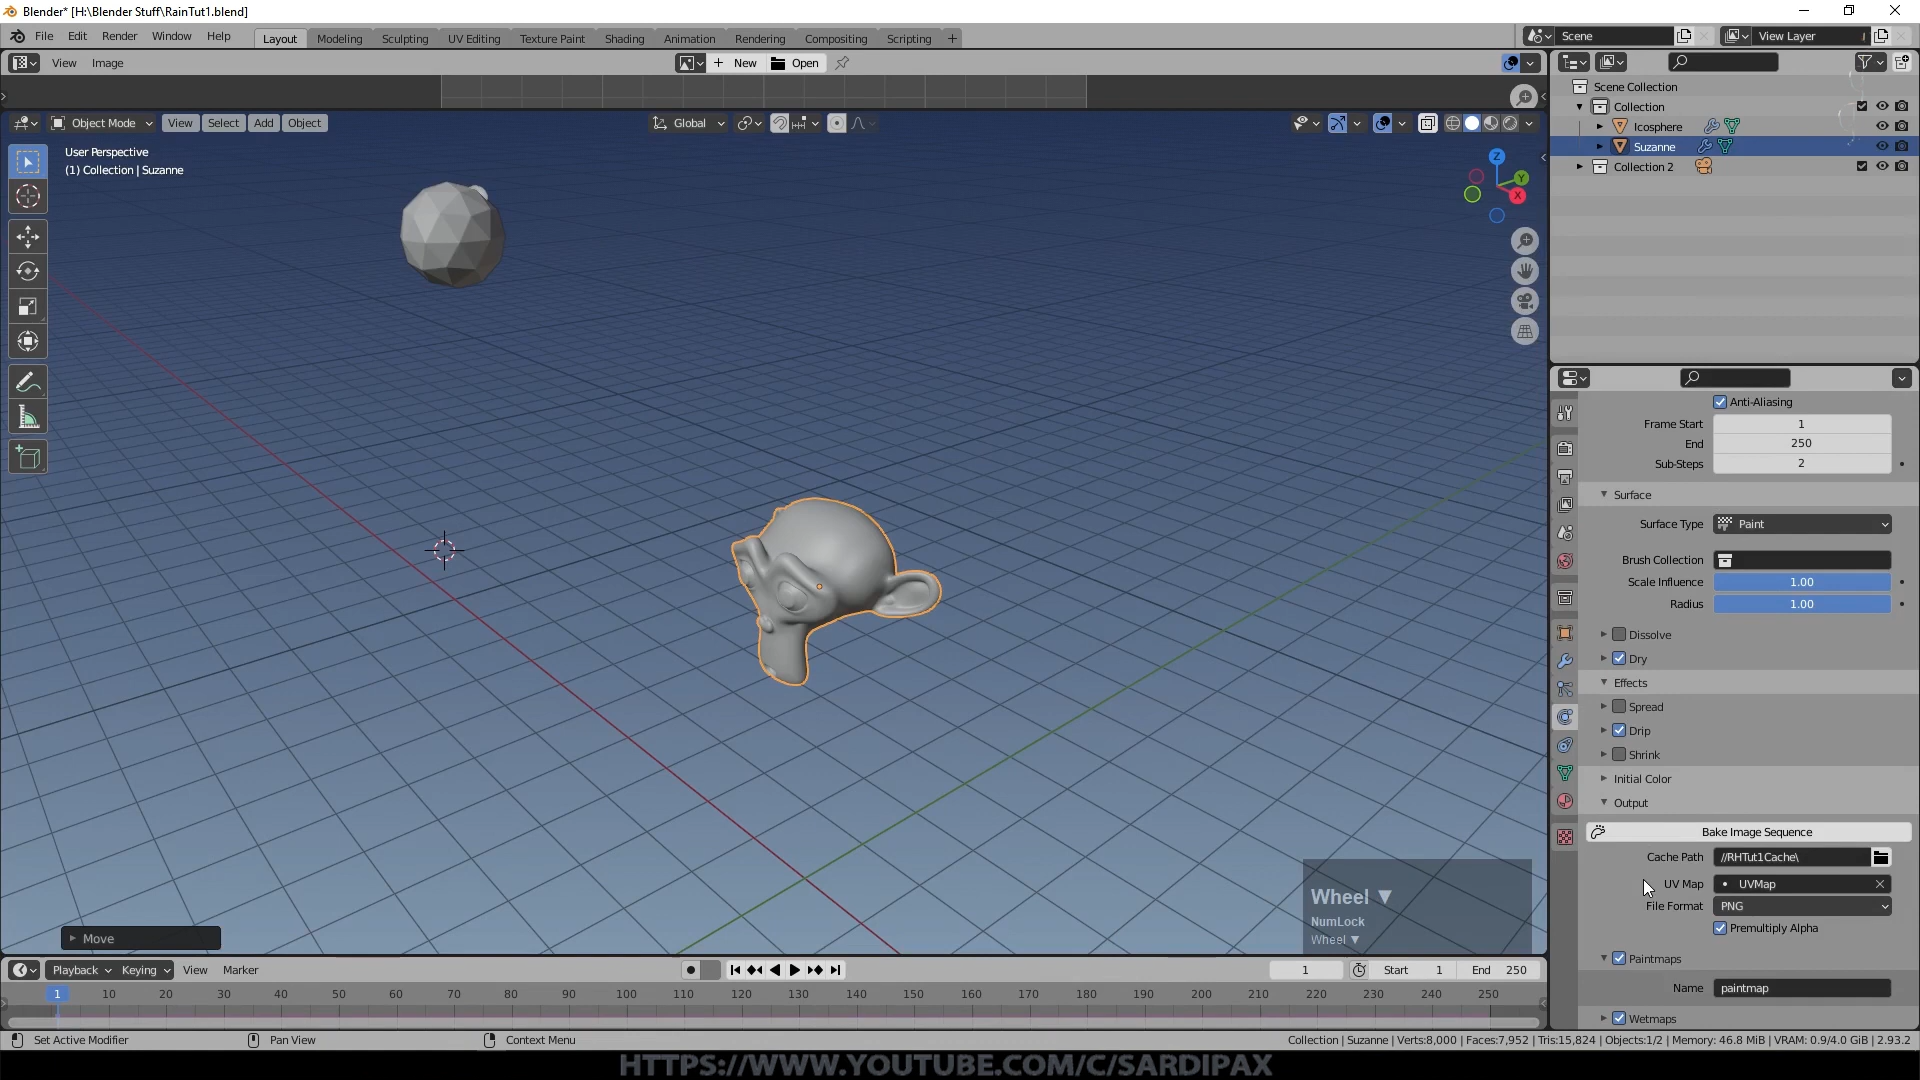 Blender* [H:\Blender Stuff\RainTut1.blend]
File Edit Render Window Help Layout Modeling Sculpting UV Editing Texture Paint Shading Animation Rendering Compositing Scripting + Scene View Layer
View Image + New Open
Scene Collection
Collection
Icosphere
Suzanne
Collection 2
Object Mode View Select Add Object Global
User Perspective
(1) Collection | Suzanne
Z
Y
X
Anti-Aliasing
Frame Start 1
End 250
Sub-Steps 2
Surface
Surface Type Paint
Brush Collection
Scale Influence 1.00
Radius 1.00
Dissolve
Dry
Effects
Spread
Drip
Shrink
Initial Color
Output
Bake Image Sequence
Cache Path //RHTut1Cache\
UV Map UVMap
File Format PNG
Premultiply Alpha
Paintmaps
Name paintmap
Wetmaps
Wheel ▼
NumLock
Wheel ▼
Move
Playback Keying View Marker 1 Start 1 End 250
1 10 20 30 40 50 60 70 80 90 100 110 120 130 140 150 160 170 180 190 200 210 220 230 240 250
Set Active Modifier Pan View Context Menu Collection | Suzanne | Verts:8,000 | Faces:7,952 | Tris:15,824 | Objects:1/2 | Memory: 46.8 MiB | VRAM: 0.9/4.0 GiB | 2.93.2
HTTPS://WWW.YOUTUBE.COM/C/SARDIPAX